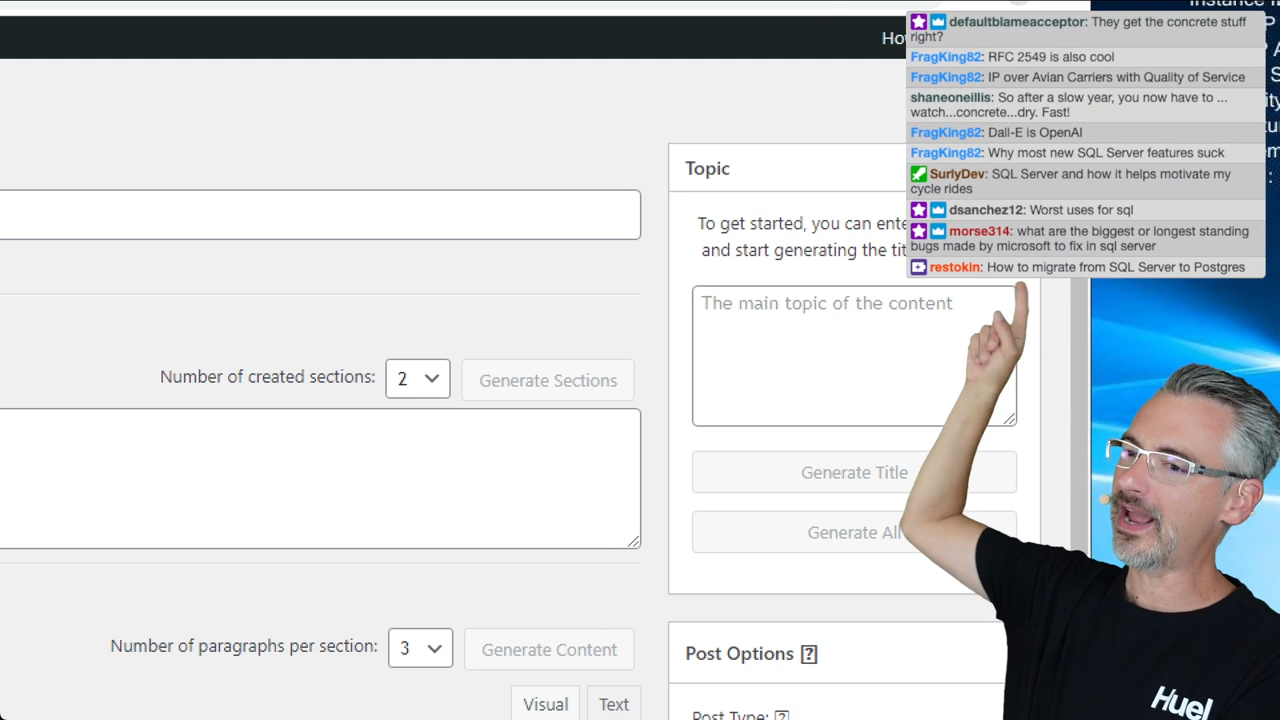 Topic
To get started, you can
and start generating the
The main topic of the content
Number of created sections:
2
Generate Sections
Generate Title
Generate All
Number of paragraphs per section:
3
Generate Content
Visual
Text
Post Options [?]
Post Type: [?]
defaultblameacceptor: They get the concrete stuff
right?
FragKing82: RFC 2549 is also cool
FragKing82: IP over Avian Carriers with Quality of Service
shaneoneillis: So after a slow year, you now have to ...
watch...concrete...dry. Fast!
FragKing82: Dall-E is OpenAI
FragKing82: Why most new SQL Server features suck
SurlyDev: SQL Server and how it helps motivate my
cycle rides
dsanchez12: Worst uses for sql
morse314: what are the biggest or longest standing
bugs made by microsoft to fix in sql server
restokin: How to migrate from SQL Server to Postgres
Huel